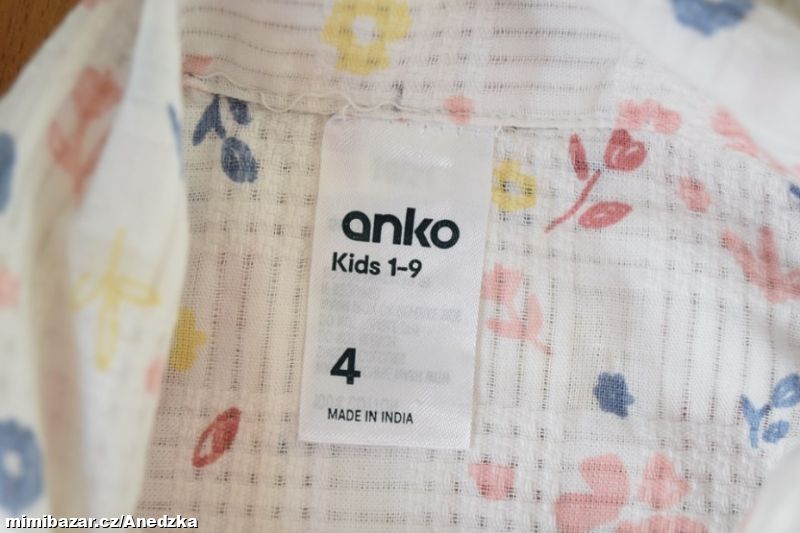 anko
Kids 1-9
4
MADE IN INDIA
mimibazar.cz/Anedzka